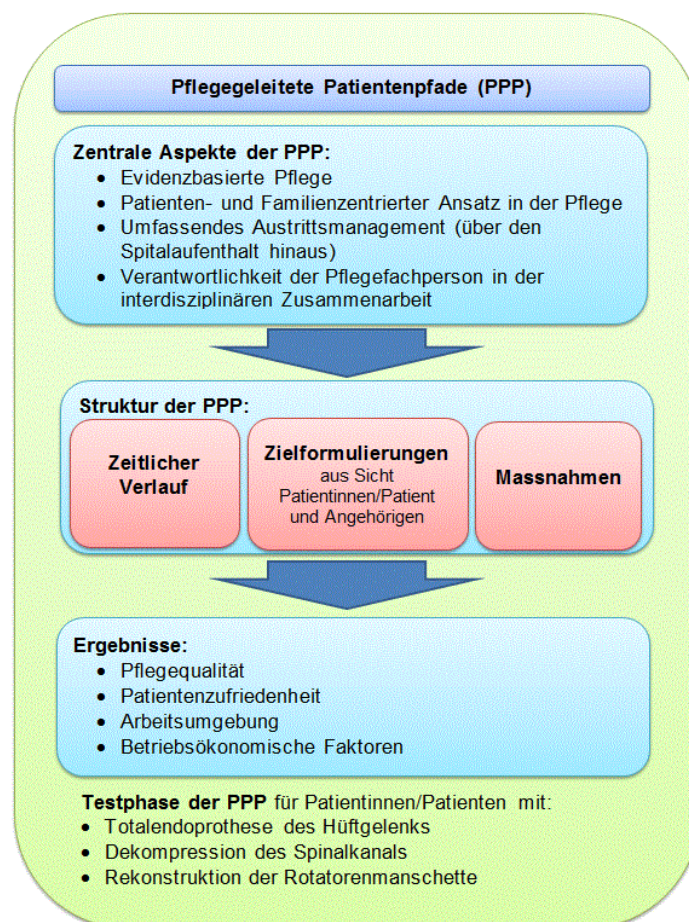 Pflegegeleitete Patientenpfade (PPP)
Zentrale Aspekte der PPP:
• Evidenzbasierte Pflege
• Patienten- und Familienzentrierter Ansatz in der Pflege
• Umfassendes Austrittsmanagement (über den
Spitalaufenthalt hinaus)
• Verantwortlichkeit der Pflegefachperson in der
interdisziplinären Zusammenarbeit
Struktur der PPP:
Zeitlicher
Verlauf
Zielformulierungen
aus Sicht
Patientinnen/Patient
und Angehörigen
Massnahmen
Ergebnisse:
• Pflegequalität
• Patientenzufriedenheit
• Arbeitsumgebung
• Betriebsökonomische Faktoren
Testphase der PPP für Patientinnen/Patienten mit:
• Totalendoprothese des Hüftgelenks
• Dekompression des Spinalkanals
• Rekonstruktion der Rotatorenmanschette